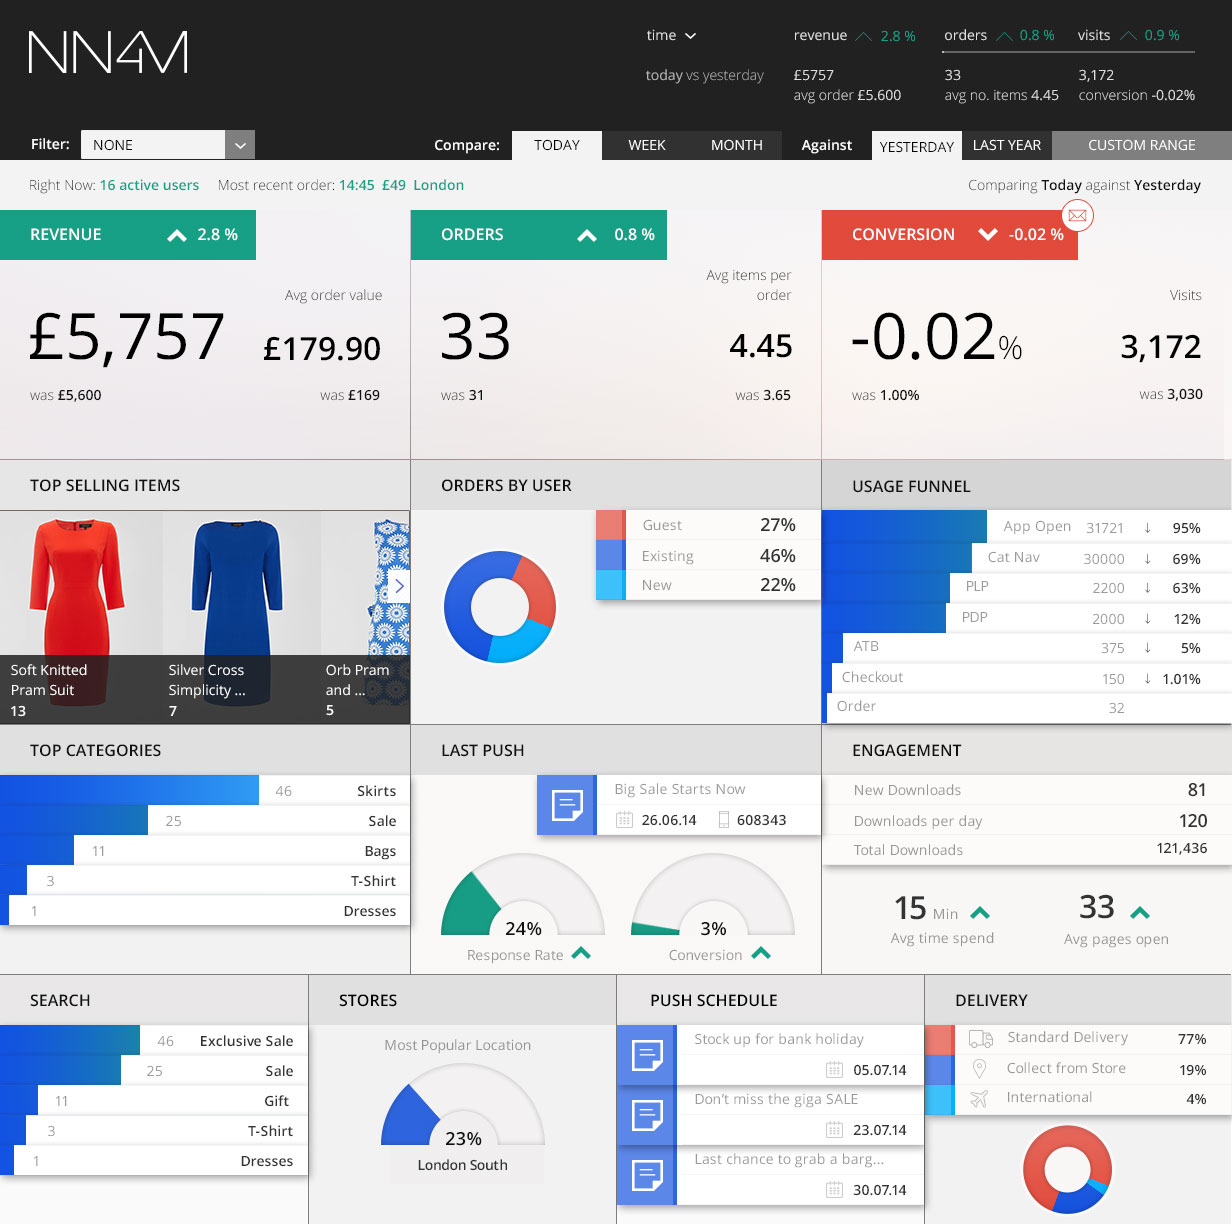 NN4M
time
revenue 2.8 %
orders 0.8 %
visits 0.9 %
today vs yesterday
£5757
33
3,172
avg order £5.600
avg no. items 4.45
conversion -0.02%
Filter: NONE
Compare: TODAY WEEK MONTH Against YESTERDAY LAST YEAR CUSTOM RANGE
Right Now: 16 active users Most recent order: 14:45 £49 London
Comparing Today against Yesterday
REVENUE 2.8 %
Avg order value
£5,757
£179.90
was £5,600
was £169
ORDERS 0.8 %
Avg items per
order
33
4.45
was 31
was 3.65
CONVERSION -0.02 %
Visits
-0.02%
3,172
was 1.00%
was 3,030
TOP SELLING ITEMS
Soft Knitted
Pram Suit
13
Silver Cross
Simplicity ...
7
Orb Pram
and ...
5
ORDERS BY USER
Guest 27%
Existing 46%
New 22%
USAGE FUNNEL
App Open 31721 ↓ 95%
Cat Nav 30000 ↓ 69%
PLP 2200 ↓ 63%
PDP 2000 ↓ 12%
ATB 375 ↓ 5%
Checkout 150 ↓ 1.01%
Order 32
TOP CATEGORIES
46 Skirts
25 Sale
11 Bags
3 T-Shirt
1 Dresses
LAST PUSH
Big Sale Starts Now
26.06.14 608343
24%
Response Rate
3%
Conversion
ENGAGEMENT
New Downloads 81
Downloads per day 120
Total Downloads 121,436
15 Min
Avg time spend
33
Avg pages open
SEARCH
46 Exclusive Sale
25 Sale
11 Gift
3 T-Shirt
1 Dresses
STORES
Most Popular Location
23%
London South
PUSH SCHEDULE
Stock up for bank holiday
05.07.14
Don't miss the giga SALE
23.07.14
Last chance to grab a barg...
30.07.14
DELIVERY
Standard Delivery 77%
Collect from Store 19%
International 4%